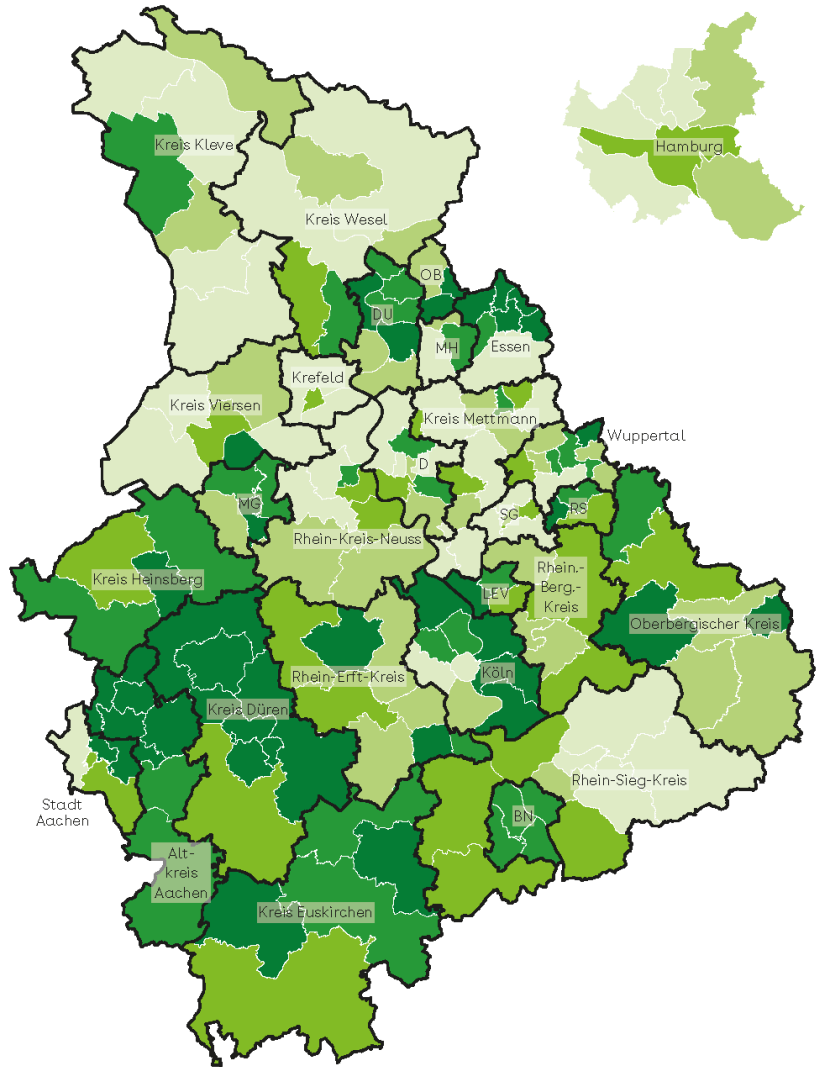 Kreis Kleve
Hamburg
Kreis Wesel
OB
DU
MH
Essen
Krefeld
Kreis Viersen
Kreis Mettmann
Wuppertal
D
MG
SG
RS
Rhein-Kreis-Neuss
Rhein.-
Berg.-
Kreis
Kreis Heinsberg
LEV
Oberbergischer Kreis
Rhein-Erft-Kreis
Köln
Kreis Düren
Rhein-Sieg-Kreis
Stadt
Aachen
BN
Alt-
kreis
Aachen
Kreis Euskirchen